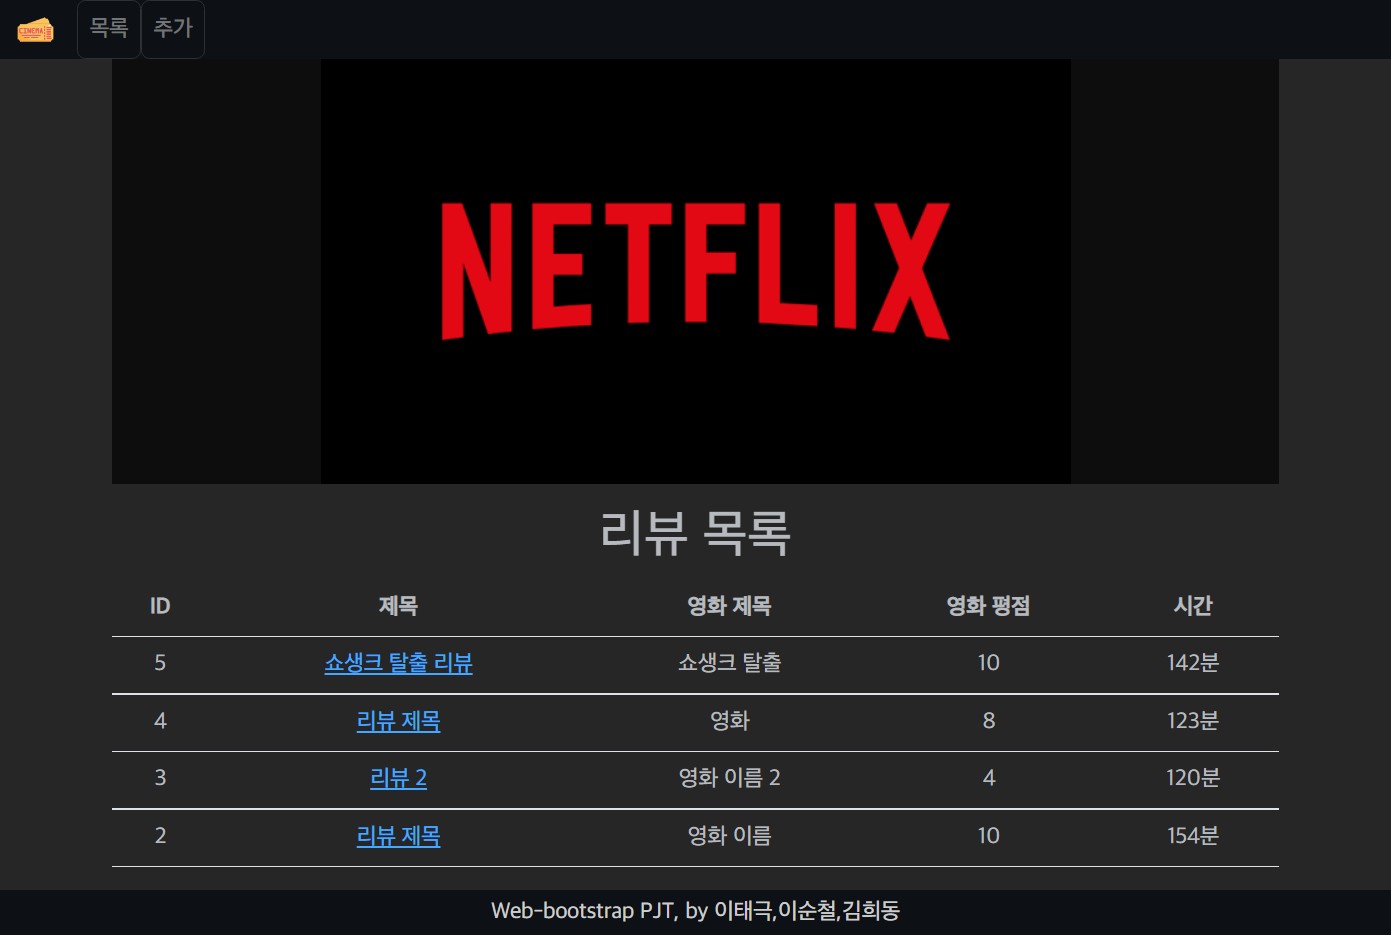 CINEMA 목록 추가
NETFLIX
리뷰 목록
ID 제목 영화 제목 영화 평점 시간
5 쇼생크 탈출 리뷰 쇼생크 탈출 10 142분
4 리뷰 제목 영화 8 123분
3 리뷰 2 영화 이름 2 4 120분
2 리뷰 제목 영화 이름 10 154분
Web-bootstrap PJT, by 이태극,이순철,김희동